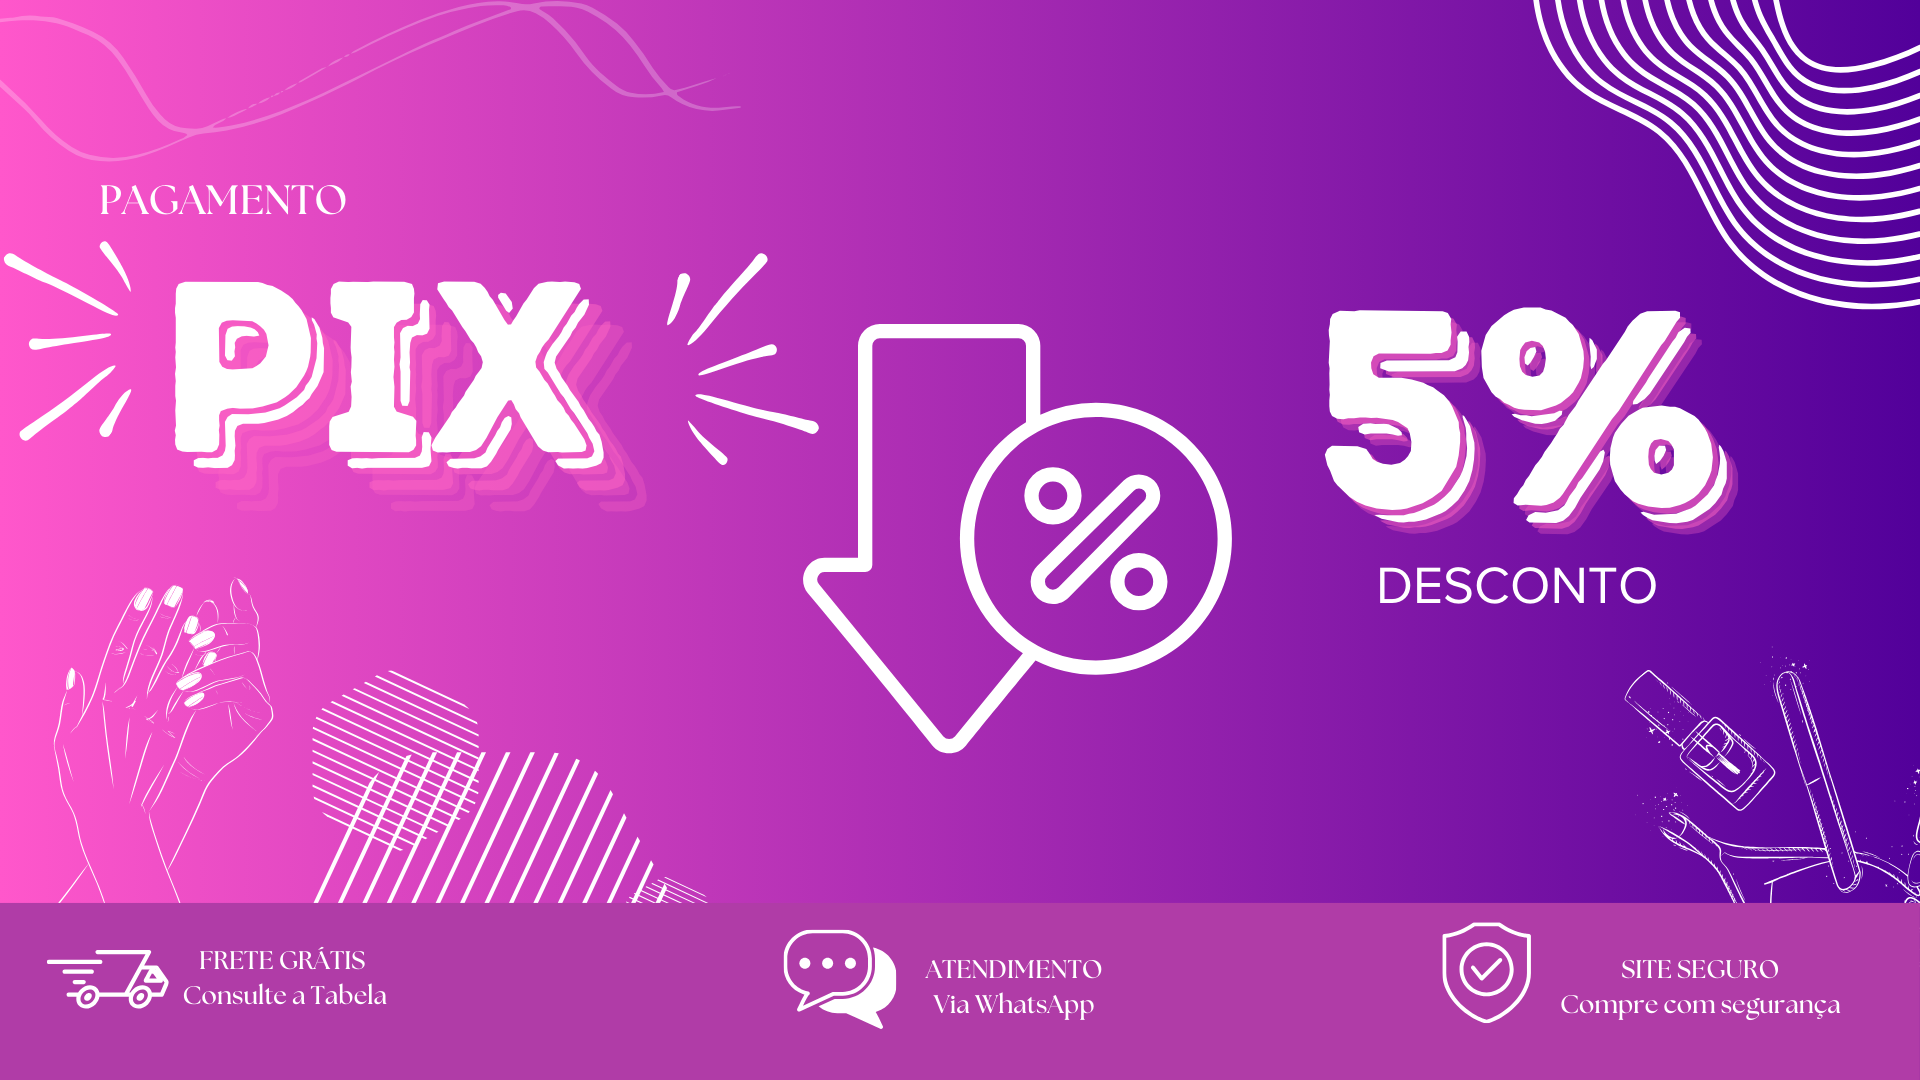 PAGAMENTO
PIX
5%
DESCONTO
FRETE GRÁTIS
Consulte a Tabela
ATENDIMENTO
Via WhatsApp
SITE SEGURO
Compre com segurança